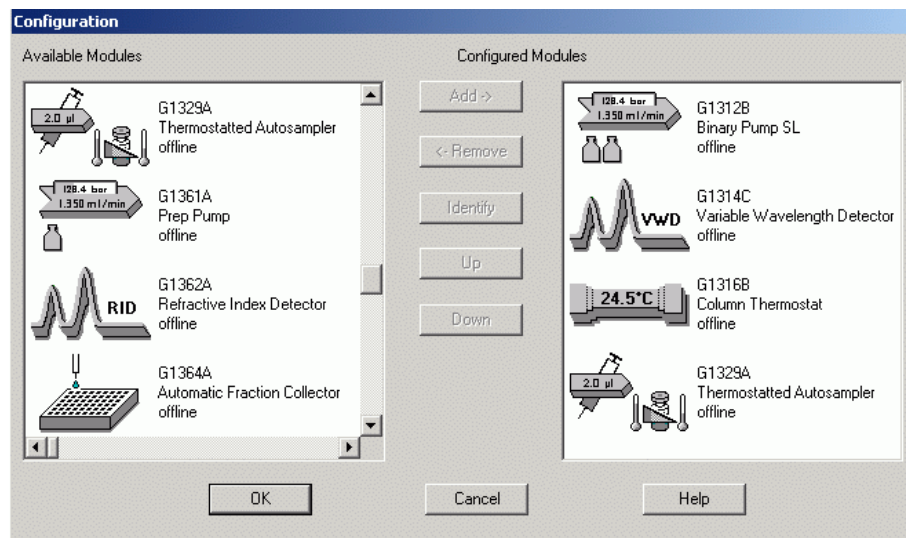 Configuration
Available Modules
Configured Modules
2.0 µl
G1329A
Thermostatted Autosampler
offline
128.4 bar
1.350 ml/min
G1361A
Prep Pump
offline
RID
G1362A
Refractive Index Detector
offline
G1364A
Automatic Fraction Collector
offline
Add ->
<- Remove
Identify
Up
Down
128.4 bar
1.350 ml/min
G1312B
Binary Pump SL
offline
VWD
G1314C
Variable Wavelength Detector
offline
24.5°C
G1316B
Column Thermostat
offline
2.0 µl
G1329A
Thermostatted Autosampler
offline
OK
Cancel
Help